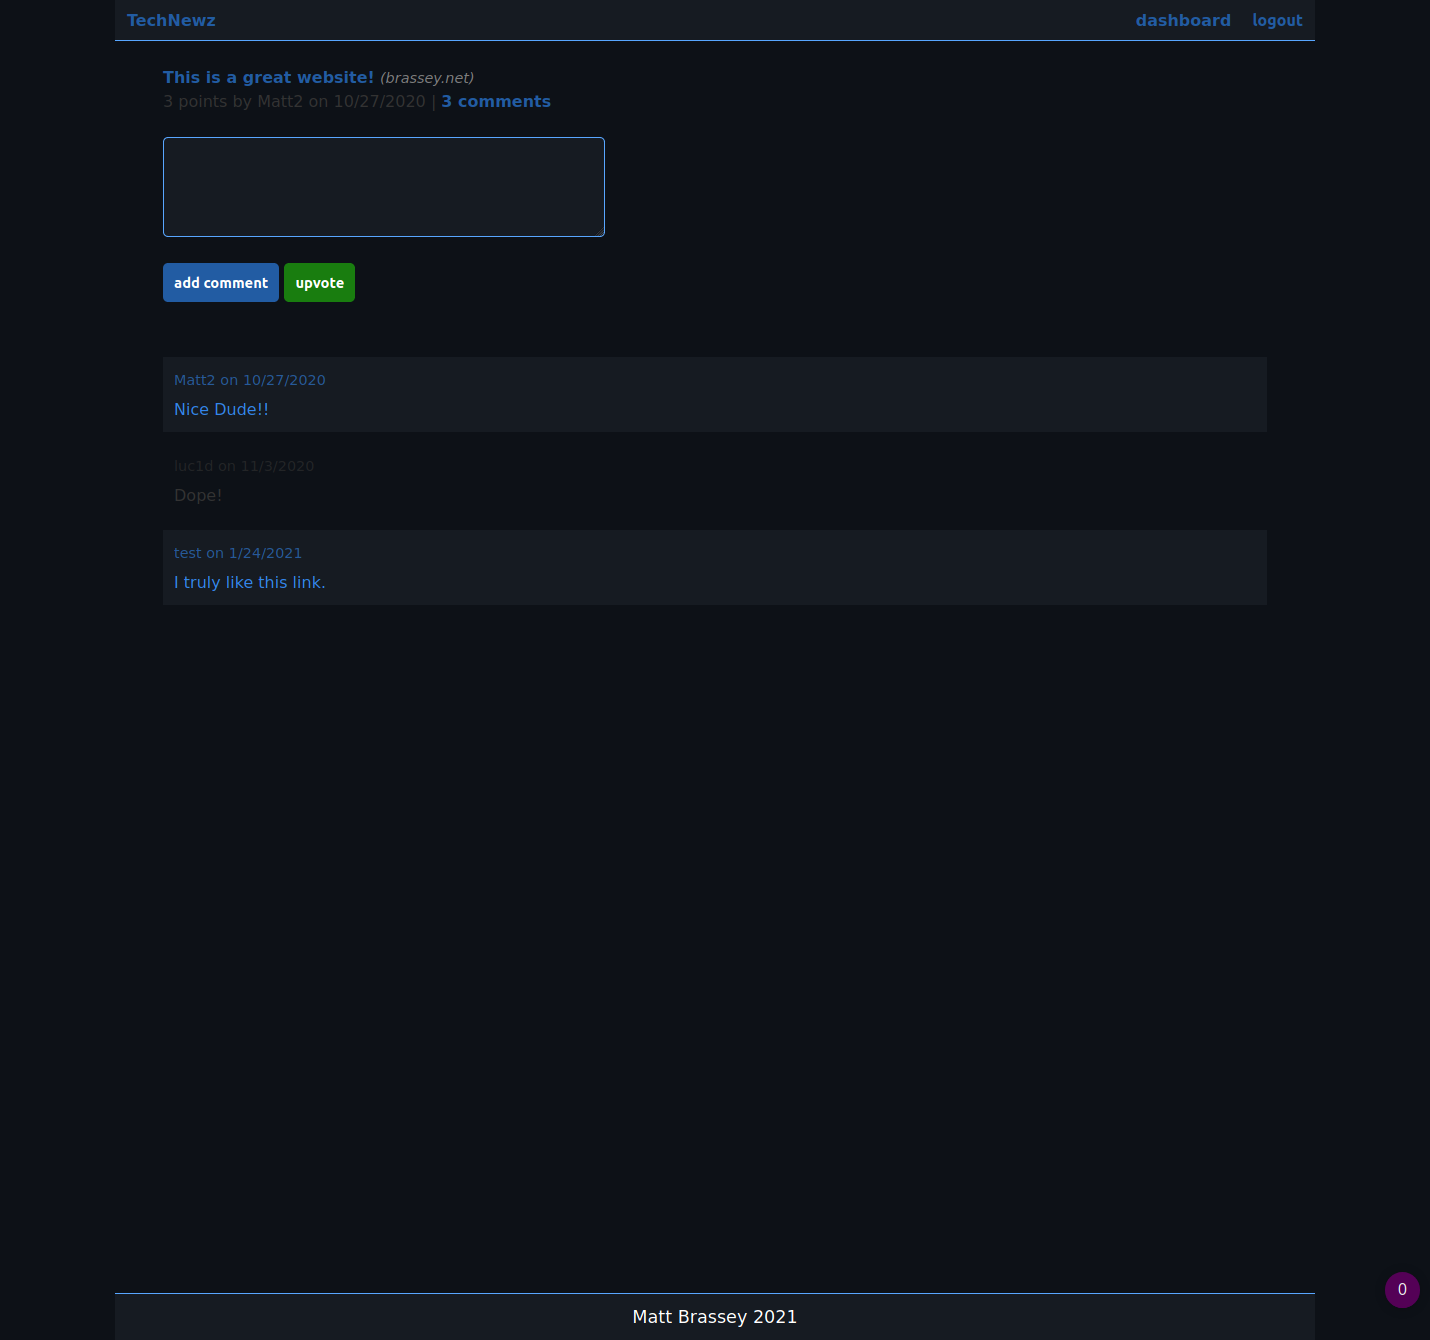 TechNewz dashboard logout
This is a great website! (brassey.net)
3 points by Matt2 on 10/27/2020 | 3 comments
add comment upvote
Matt2 on 10/27/2020
Nice Dude!!
luc1d on 11/3/2020
Dope!
test on 1/24/2021
I truly like this link.
0
Matt Brassey 2021